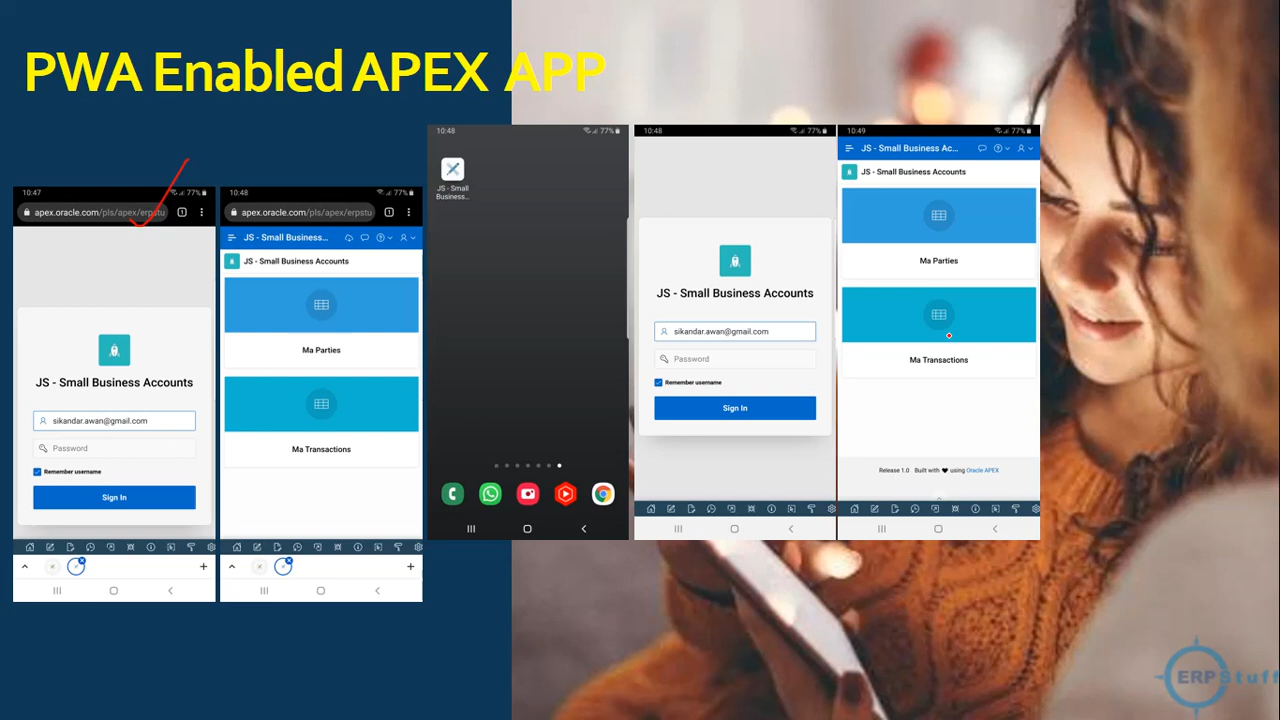 PWA Enabled APEX APP
10:47
77%
apex.oracle.com/pls/apex/erpstu
1
JS - Small Business Accounts
sikandar.awan@gmail.com
Password
Remember username
Sign In
10:48
77%
apex.oracle.com/pls/apex/erpstu
1
JS - Small Business...
JS - Small Business Accounts
Ma Parties
Ma Transactions
10:48
77%
JS - Small
Business...
10:48
77%
JS - Small Business Accounts
sikandar.awan@gmail.com
Password
Remember username
Sign In
10:49
77%
JS - Small Business Ac...
JS - Small Business Accounts
Ma Parties
Ma Transactions
Release 1.0 Built with ❤ using Oracle APEX
ERPStuff